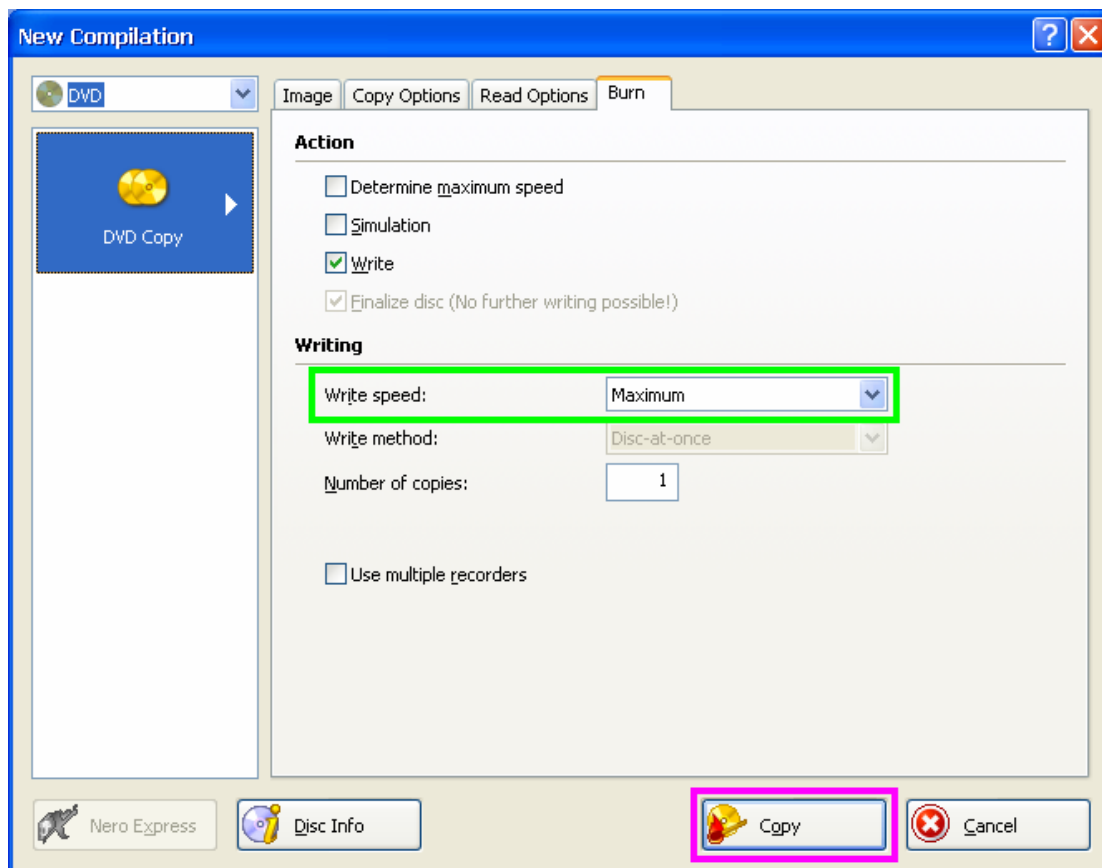 New Compilation
DVD
Image Copy Options Read Options Burn
DVD Copy
Action
Determine maximum speed
Simulation
Write
Finalize disc (No further writing possible!)
Writing
Write speed: Maximum
Write method: Disc-at-once
Number of copies: 1
Use multiple recorders
Nero Express Disc Info Copy Cancel